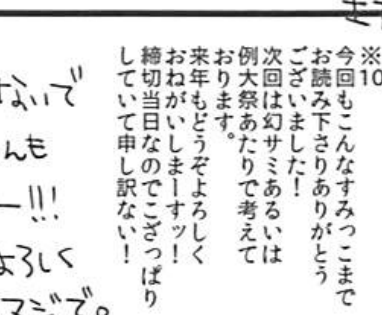 ※10
今回もこんなすみっこまで
お読み下さりありがとう
ございました！
次回は幻サミあるいは
例大祭あたりで考えて
おります。
来年もどうぞよろしく
おねがいしまーすッ！
締切当日なのでござっぱり
していて申し訳ない！
ないで
んも
ー!!!
よろしく
マジで。